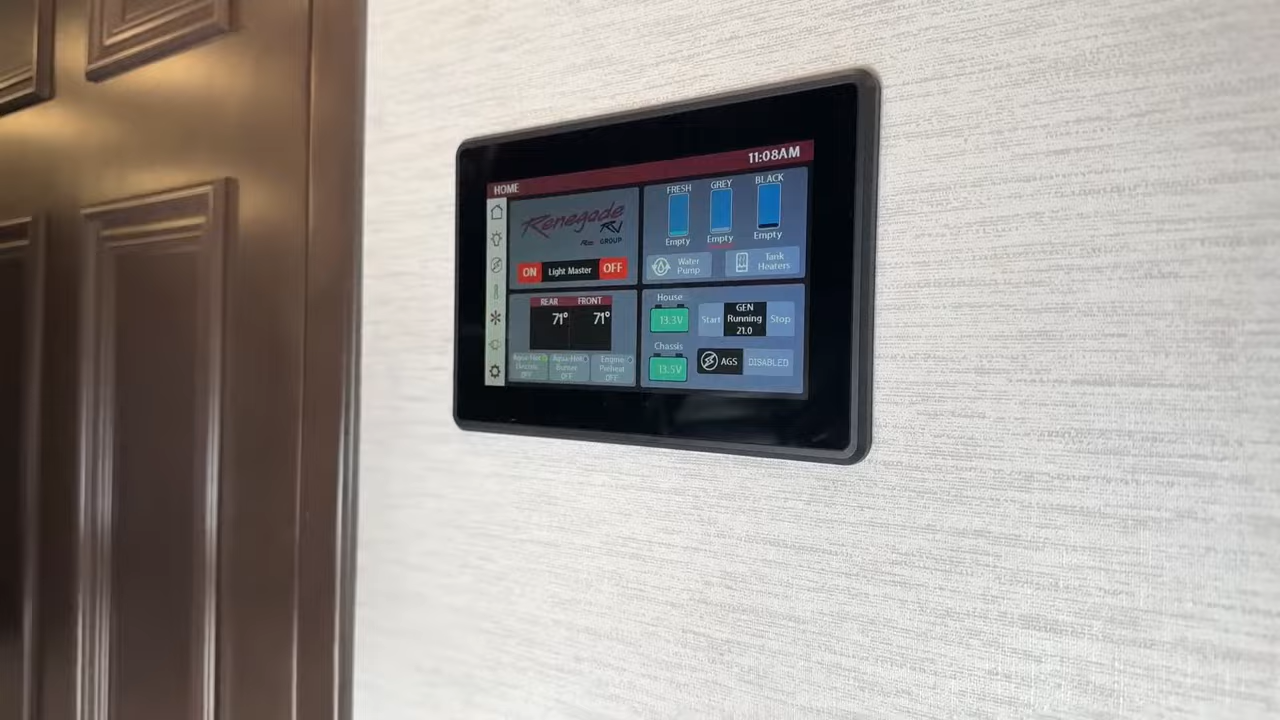 11:08AM
HOME
Renegade
RV
GROUP
ON Light Master OFF
FRESH GREY BLACK
Empty Empty Empty
Water Pump
Tank Heaters
REAR FRONT
71° 71°
Aqua-Hot Electric OFF
Aqua-Hot Burner OFF
Engine Preheat OFF
House
13.3V
Start
GEN Running 21.0
Stop
Chassis
13.5V
AGS DISABLED